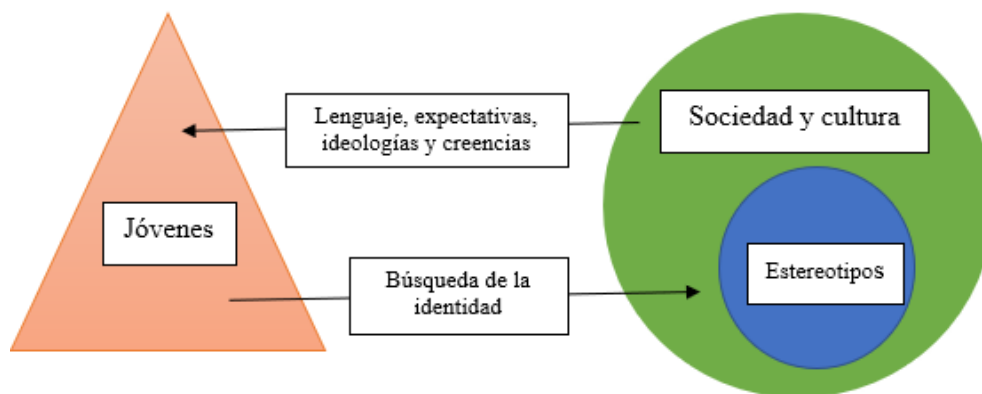 Lenguaje, expectativas,
ideologías y creencias
Sociedad y cultura
Jóvenes
Búsqueda de la
identidad
Estereotipos